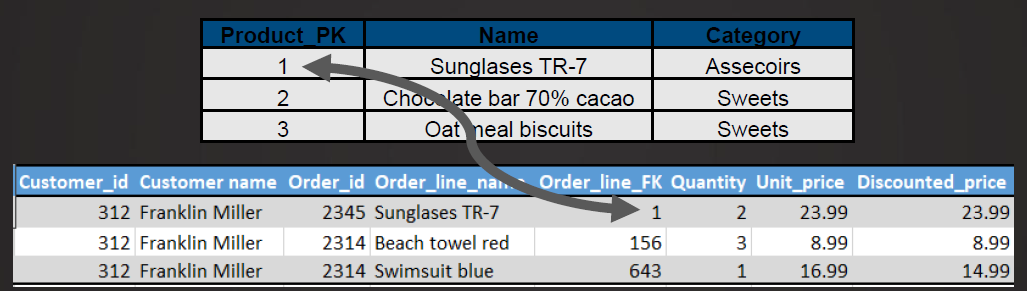 Product_PK Name Category
1 Sunglases TR-7 Assecoirs
2 Chocolate bar 70% cacao Sweets
3 Oat meal biscuits Sweets
Customer_id Customer name Order_id Order_line_name Order_line_FK Quantity Unit_price Discounted_price
312 Franklin Miller 2345 Sunglases TR-7 1 2 23.99 23.99
312 Franklin Miller 2314 Beach towel red 156 3 8.99 8.99
312 Franklin Miller 2314 Swimsuit blue 643 1 16.99 14.99